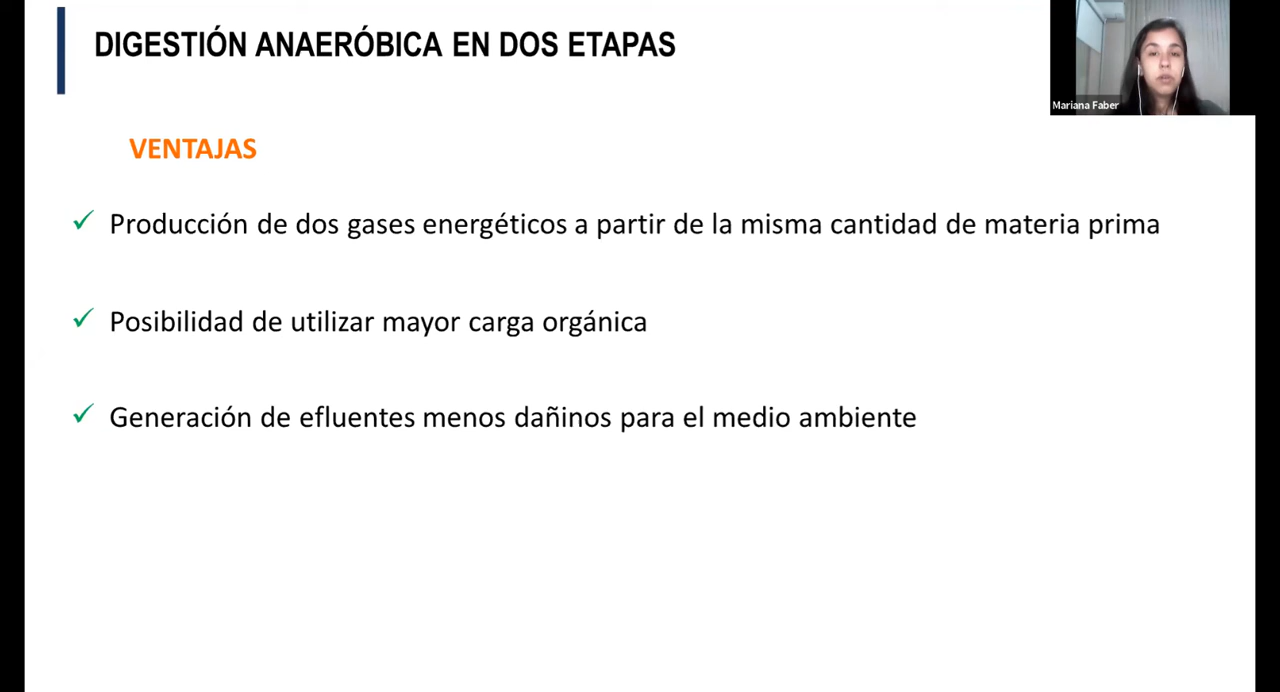 DIGESTIÓN ANAERÓBICA EN DOS ETAPAS
Mariana Faber
VENTAJAS
✓ Producción de dos gases energéticos a partir de la misma cantidad de materia prima
✓ Posibilidad de utilizar mayor carga orgánica
✓ Generación de efluentes menos dañinos para el medio ambiente